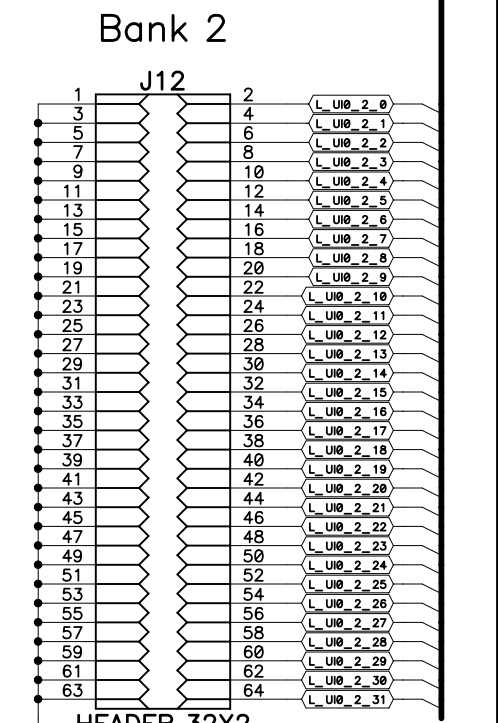 Bank 2
J12
1 2 L_UI0_2_0
3 4 L_UI0_2_1
5 6 L_UI0_2_2
7 8 L_UI0_2_3
9 10 L_UI0_2_4
11 12 L_UI0_2_5
13 14 L_UI0_2_6
15 16 L_UI0_2_7
17 18 L_UI0_2_8
19 20 L_UI0_2_9
21 22 L_UI0_2_10
23 24 L_UI0_2_11
25 26 L_UI0_2_12
27 28 L_UI0_2_13
29 30 L_UI0_2_14
31 32 L_UI0_2_15
33 34 L_UI0_2_16
35 36 L_UI0_2_17
37 38 L_UI0_2_18
39 40 L_UI0_2_19
41 42 L_UI0_2_20
43 44 L_UI0_2_21
45 46 L_UI0_2_22
47 48 L_UI0_2_23
49 50 L_UI0_2_24
51 52 L_UI0_2_25
53 54 L_UI0_2_26
55 56 L_UI0_2_27
57 58 L_UI0_2_28
59 60 L_UI0_2_29
61 62 L_UI0_2_30
63 64 L_UI0_2_31
HEADER 32X2